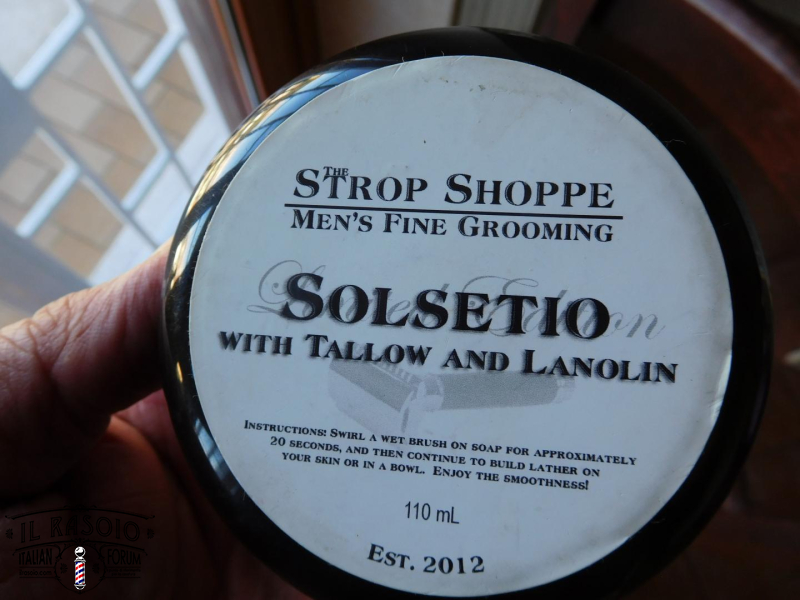 THE
STROP SHOPPE
MEN'S FINE GROOMING
Limited Edition
SOLSETIO
WITH TALLOW AND LANOLIN
INSTRUCTIONS: SWIRL A WET BRUSH ON SOAP FOR APPROXIMATELY
20 SECONDS, AND THEN CONTINUE TO BUILD LATHER ON
YOUR SKIN OR IN A BOWL. ENJOY THE SMOOTHNESS!
110 mL
EST. 2012
IL RASOIO
ITALIAN FORUM